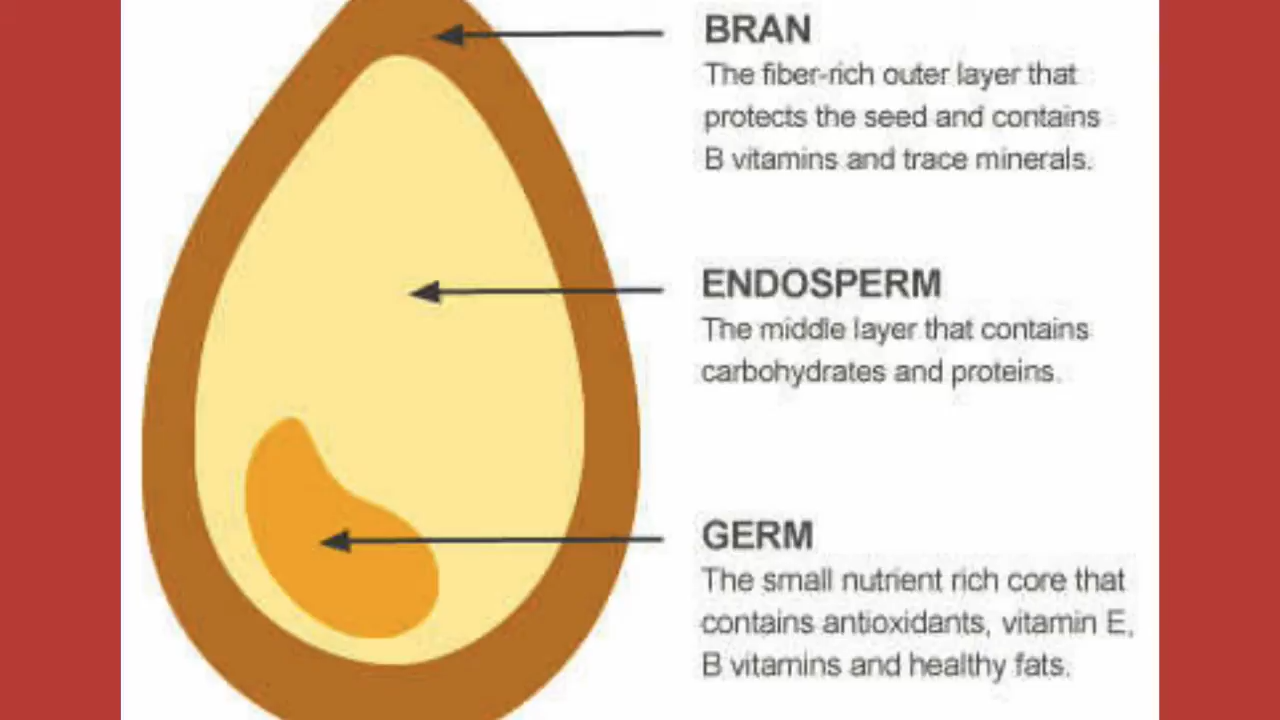 BRAN
The fiber-rich outer layer that
protects the seed and contains
B vitamins and trace minerals.
ENDOSPERM
The middle layer that contains
carbohydrates and proteins.
GERM
The small nutrient rich core that
contains antioxidants, vitamin E,
B vitamins and healthy fats.